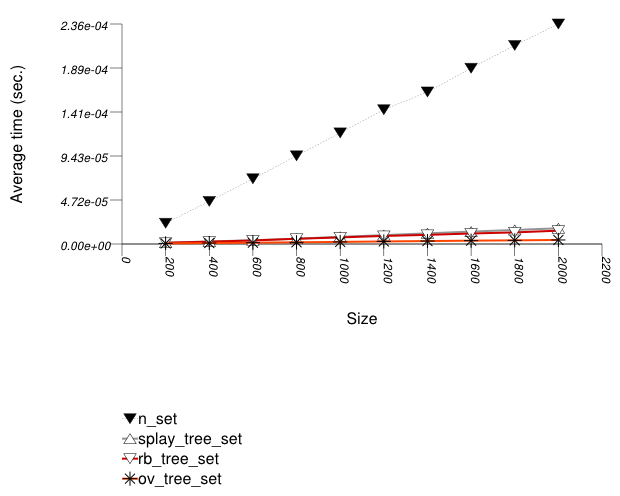 2.36e-04
1.89e-04
1.41e-04
9.43e-05
4.72e-05
0.00e+00
Average time (sec.)
0 200 400 600 800 1000 1200 1400 1600 1800 2000 2200
Size
n_set
splay_tree_set
rb_tree_set
ov_tree_set